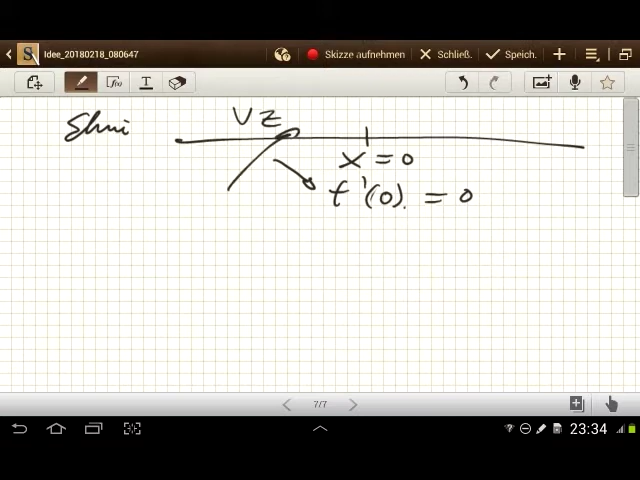 Idee_20180218_080647
Skizze aufnehmen
Schließ.
Speich.
f(x)
T
VZ
x = 0
f'(0) = 0
7/7
23:34